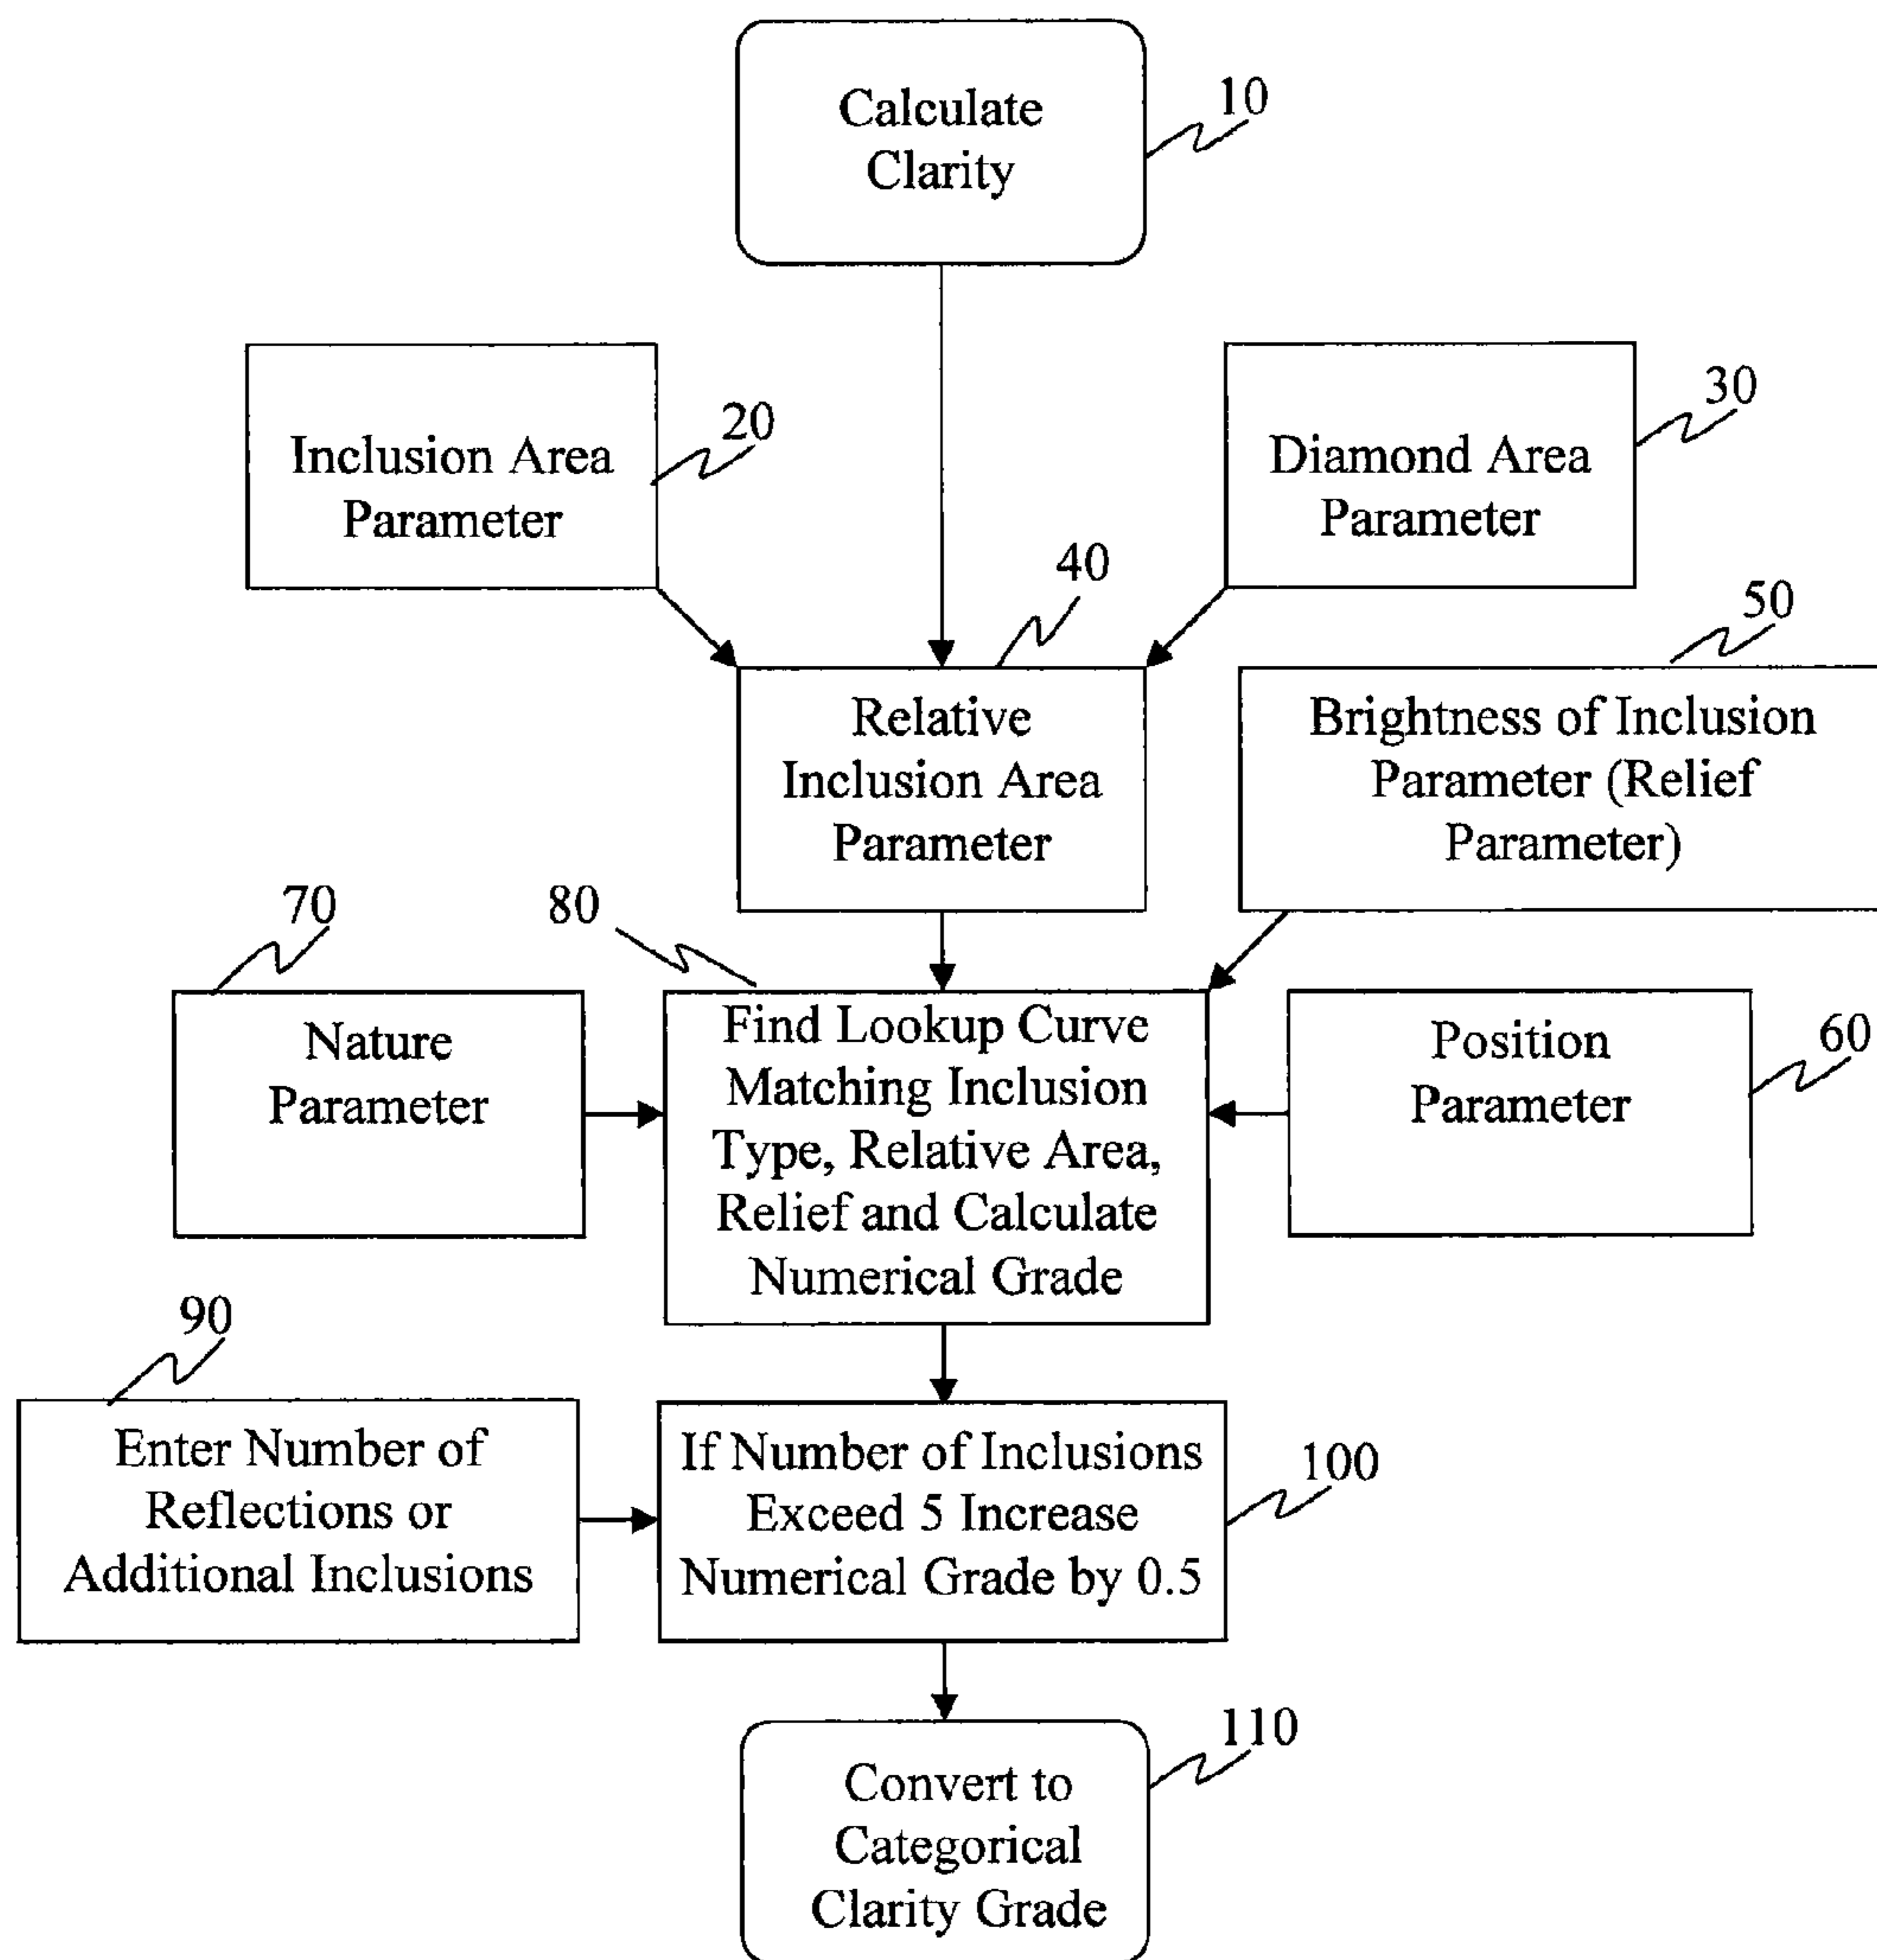 Calculate
Clarity
10
Inclusion Area
Parameter
20
Diamond Area
Parameter
30
40
Relative
Inclusion Area
Parameter
50
Brightness of Inclusion
Parameter (Relief
Parameter)
70
Nature
Parameter
80
Find Lookup Curve
Matching Inclusion
Type, Relative Area,
Relief and Calculate
Numerical Grade
Position
Parameter
60
90
Enter Number of
Reflections or
Additional Inclusions
If Number of Inclusions
Exceed 5 Increase
Numerical Grade by 0.5
100
Convert to
Categorical
Clarity Grade
110